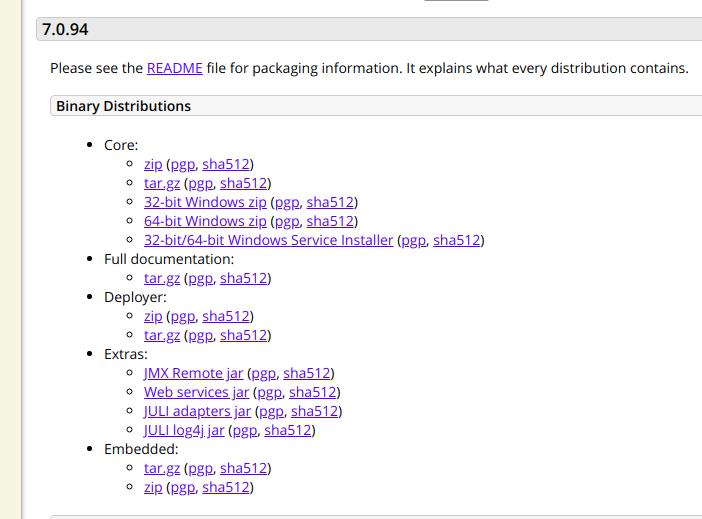 7.0.94
Please see the README file for packaging information. It explains what every distribution contains.
Binary Distributions
Core:
zip (pgp, sha512)
tar.gz (pgp, sha512)
32-bit Windows zip (pgp, sha512)
64-bit Windows zip (pgp, sha512)
32-bit/64-bit Windows Service Installer (pgp, sha512)
Full documentation:
tar.gz (pgp, sha512)
Deployer:
zip (pgp, sha512)
tar.gz (pgp, sha512)
Extras:
JMX Remote jar (pgp, sha512)
Web services jar (pgp, sha512)
JULI adapters jar (pgp, sha512)
JULI log4j jar (pgp, sha512)
Embedded:
tar.gz (pgp, sha512)
zip (pgp, sha512)